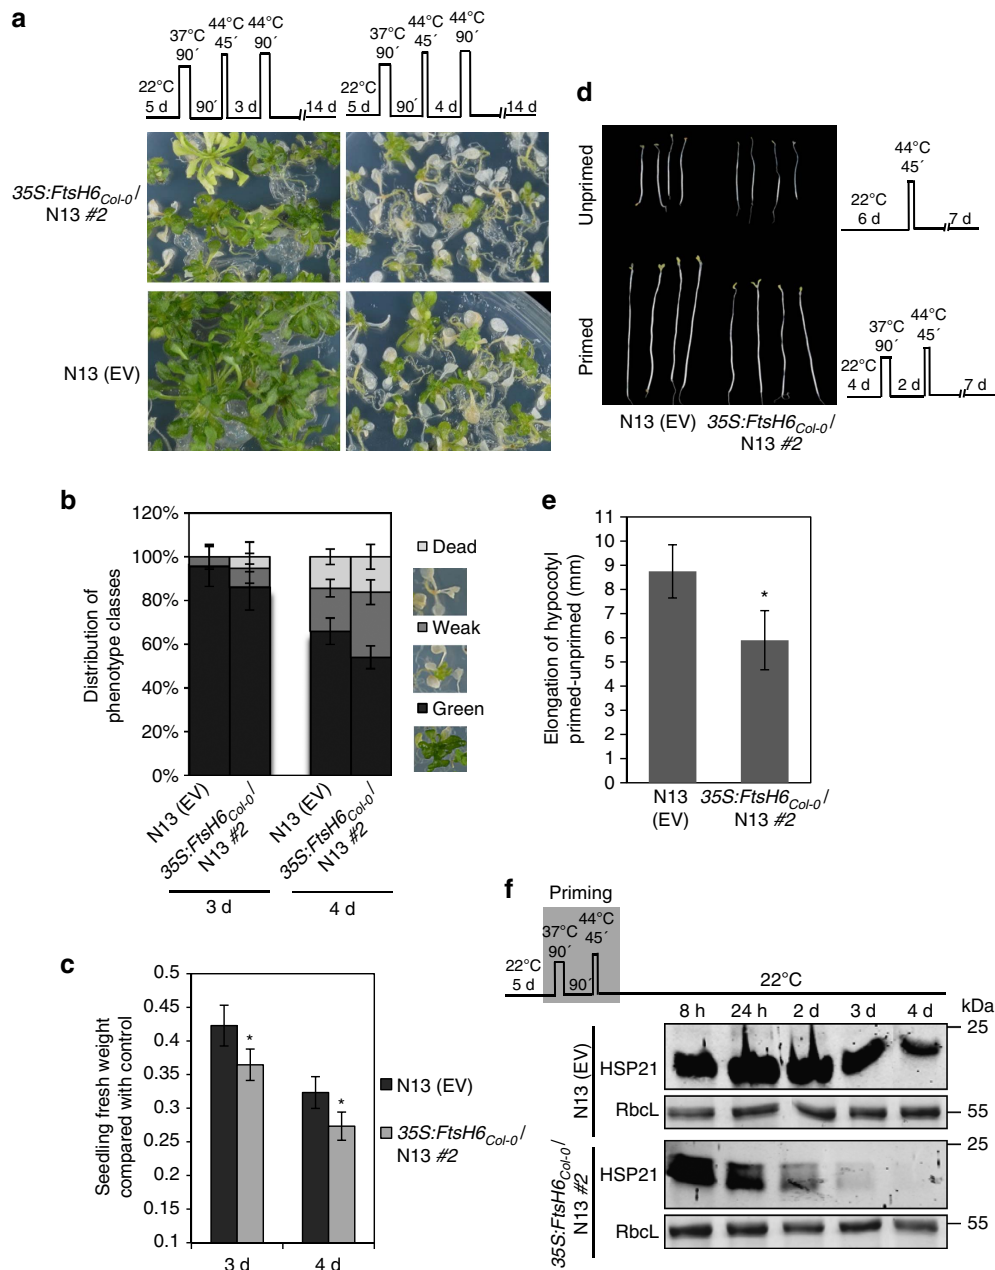 a
37°C
90´
44°C
45´
44°C
90´
22°C
5 d
90´
3 d
14 d
37°C
90´
44°C
45´
44°C
90´
22°C
5 d
90´
4 d
14 d
35S:FtsH6Col-0/
N13 #2
N13 (EV)
d
Unprimed
Primed
N13 (EV)
35S:FtsH6Col-0/
N13 #2
44°C
45´
22°C
6 d
7 d
37°C
90´
44°C
45´
22°C
4 d
2 d
7 d
b
Distribution of
phenotype classes
120%
100%
80%
60%
40%
20%
0%
Dead
Weak
Green
N13 (EV)
35S:FtsH6Col-0/
N13 #2
N13 (EV)
35S:FtsH6Col-0/
N13 #2
3 d
4 d
e
Elongation of hypocotyl
primed-unprimed (mm)
11
10
9
8
7
6
5
4
3
2
1
0
*
N13
(EV)
35S:FtsH6Col-0/
N13 #2
c
Seedling fresh weight
compared with control
0.5
0.45
0.4
0.35
0.3
0.25
0.2
0.15
0.1
*
*
3 d
4 d
N13 (EV)
35S:FtsH6Col-0/
N13 #2
f
Priming
37°C
90´
44°C
45´
22°C
5 d
90´
22°C
8 h
24 h
2 d
3 d
4 d
kDa
N13 (EV)
HSP21
25
RbcL
55
35S:FtsH6Col-0/
N13 #2
HSP21
25
RbcL
55